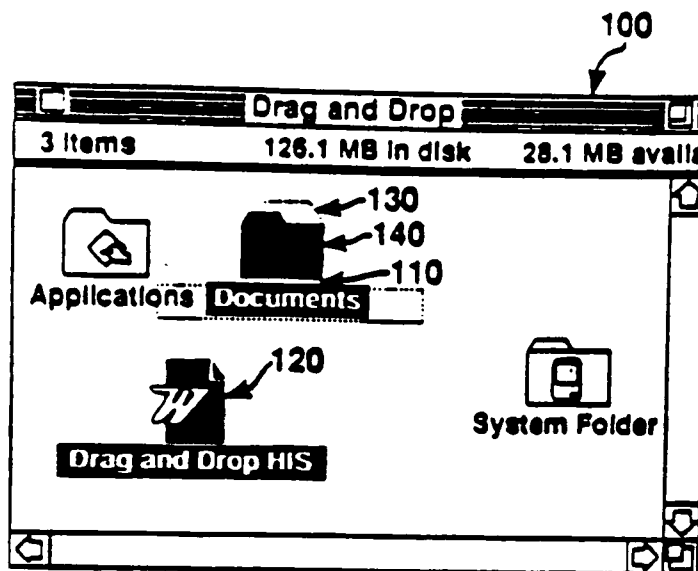 100
Drag and Drop
3 items 126.1 MB in disk 28.1 MB availa
130
140
110
Applications Documents
120
System Folder
Drag and Drop HIS